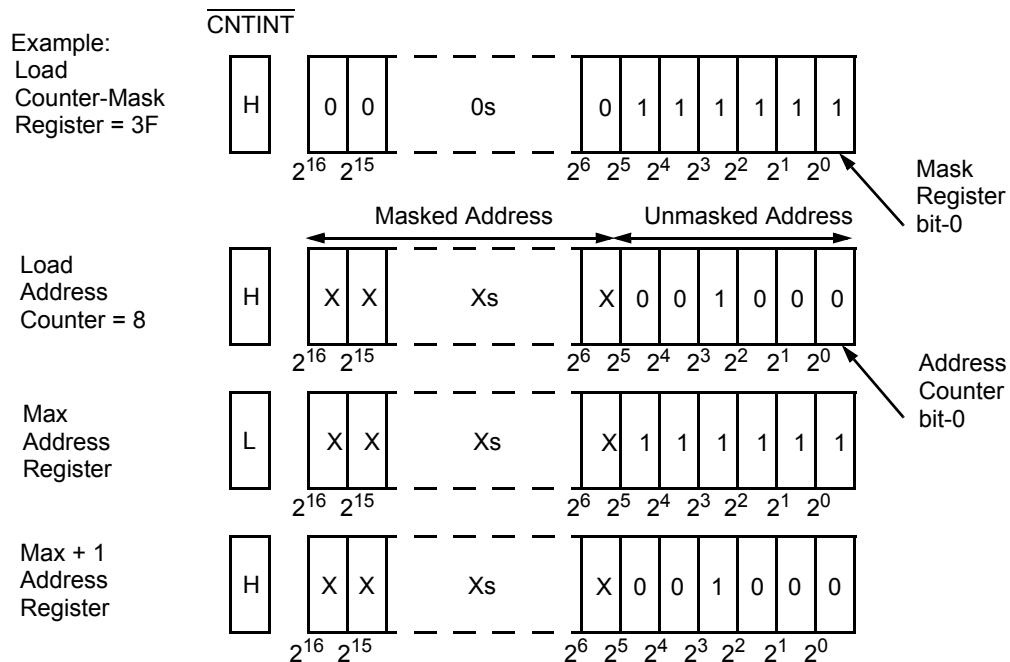 CNTINT
Example:
Load
Counter-Mask
Register = 3F
H 0 0 0s 0 1 1 1 1 1 1
2^16 2^15 2^6 2^5 2^4 2^3 2^2 2^1 2^0
Mask
Register
bit-0
Masked Address Unmasked Address
Load
Address
Counter = 8
H X X Xs X 0 0 1 0 0 0
2^16 2^15 2^6 2^5 2^4 2^3 2^2 2^1 2^0
Address
Counter
bit-0
Max
Address
Register
L X X Xs X 1 1 1 1 1 1
2^16 2^15 2^6 2^5 2^4 2^3 2^2 2^1 2^0
Max + 1
Address
Register
H X X Xs X 0 0 1 0 0 0
2^16 2^15 2^6 2^5 2^4 2^3 2^2 2^1 2^0